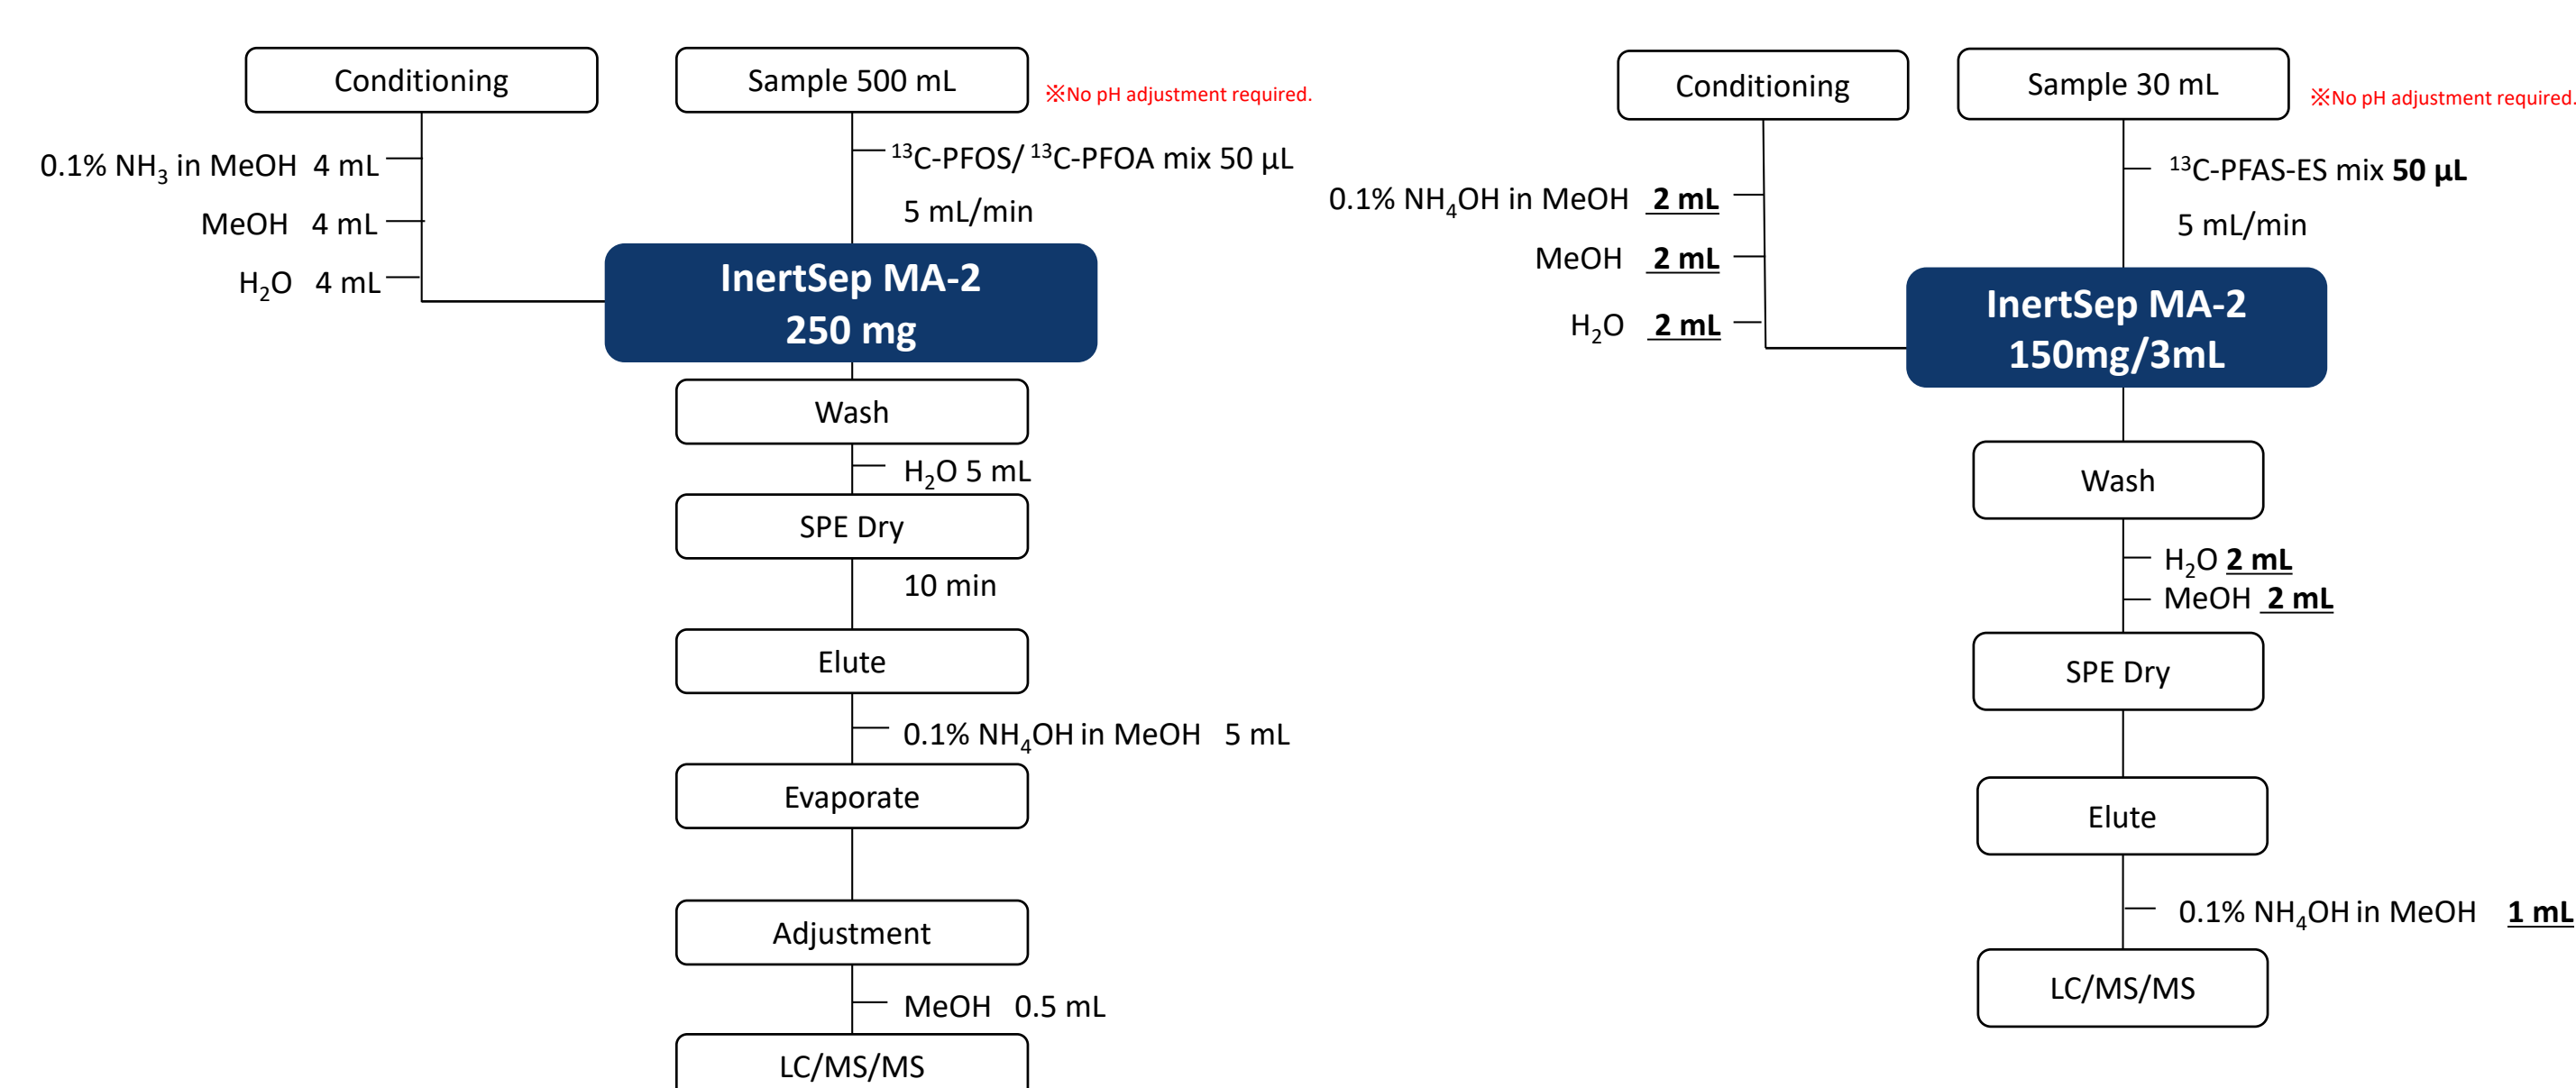 Conditioning
Sample 500 mL
※No pH adjustment required.
0.1% NH₃ in MeOH 4 mL
MeOH 4 mL
H₂O 4 mL
¹³C-PFOS/ ¹³C-PFOA mix 50 µL
5 mL/min
InertSep MA-2
250 mg
Wash
H₂O 5 mL
SPE Dry
10 min
Elute
0.1% NH₄OH in MeOH 5 mL
Evaporate
Adjustment
MeOH 0.5 mL
LC/MS/MS
Conditioning
Sample 30 mL
※No pH adjustment required.
0.1% NH₄OH in MeOH 2 mL
MeOH 2 mL
H₂O 2 mL
¹³C-PFAS-ES mix 50 µL
5 mL/min
InertSep MA-2
150mg/3mL
Wash
H₂O 2 mL
MeOH 2 mL
SPE Dry
Elute
0.1% NH₄OH in MeOH 1 mL
LC/MS/MS